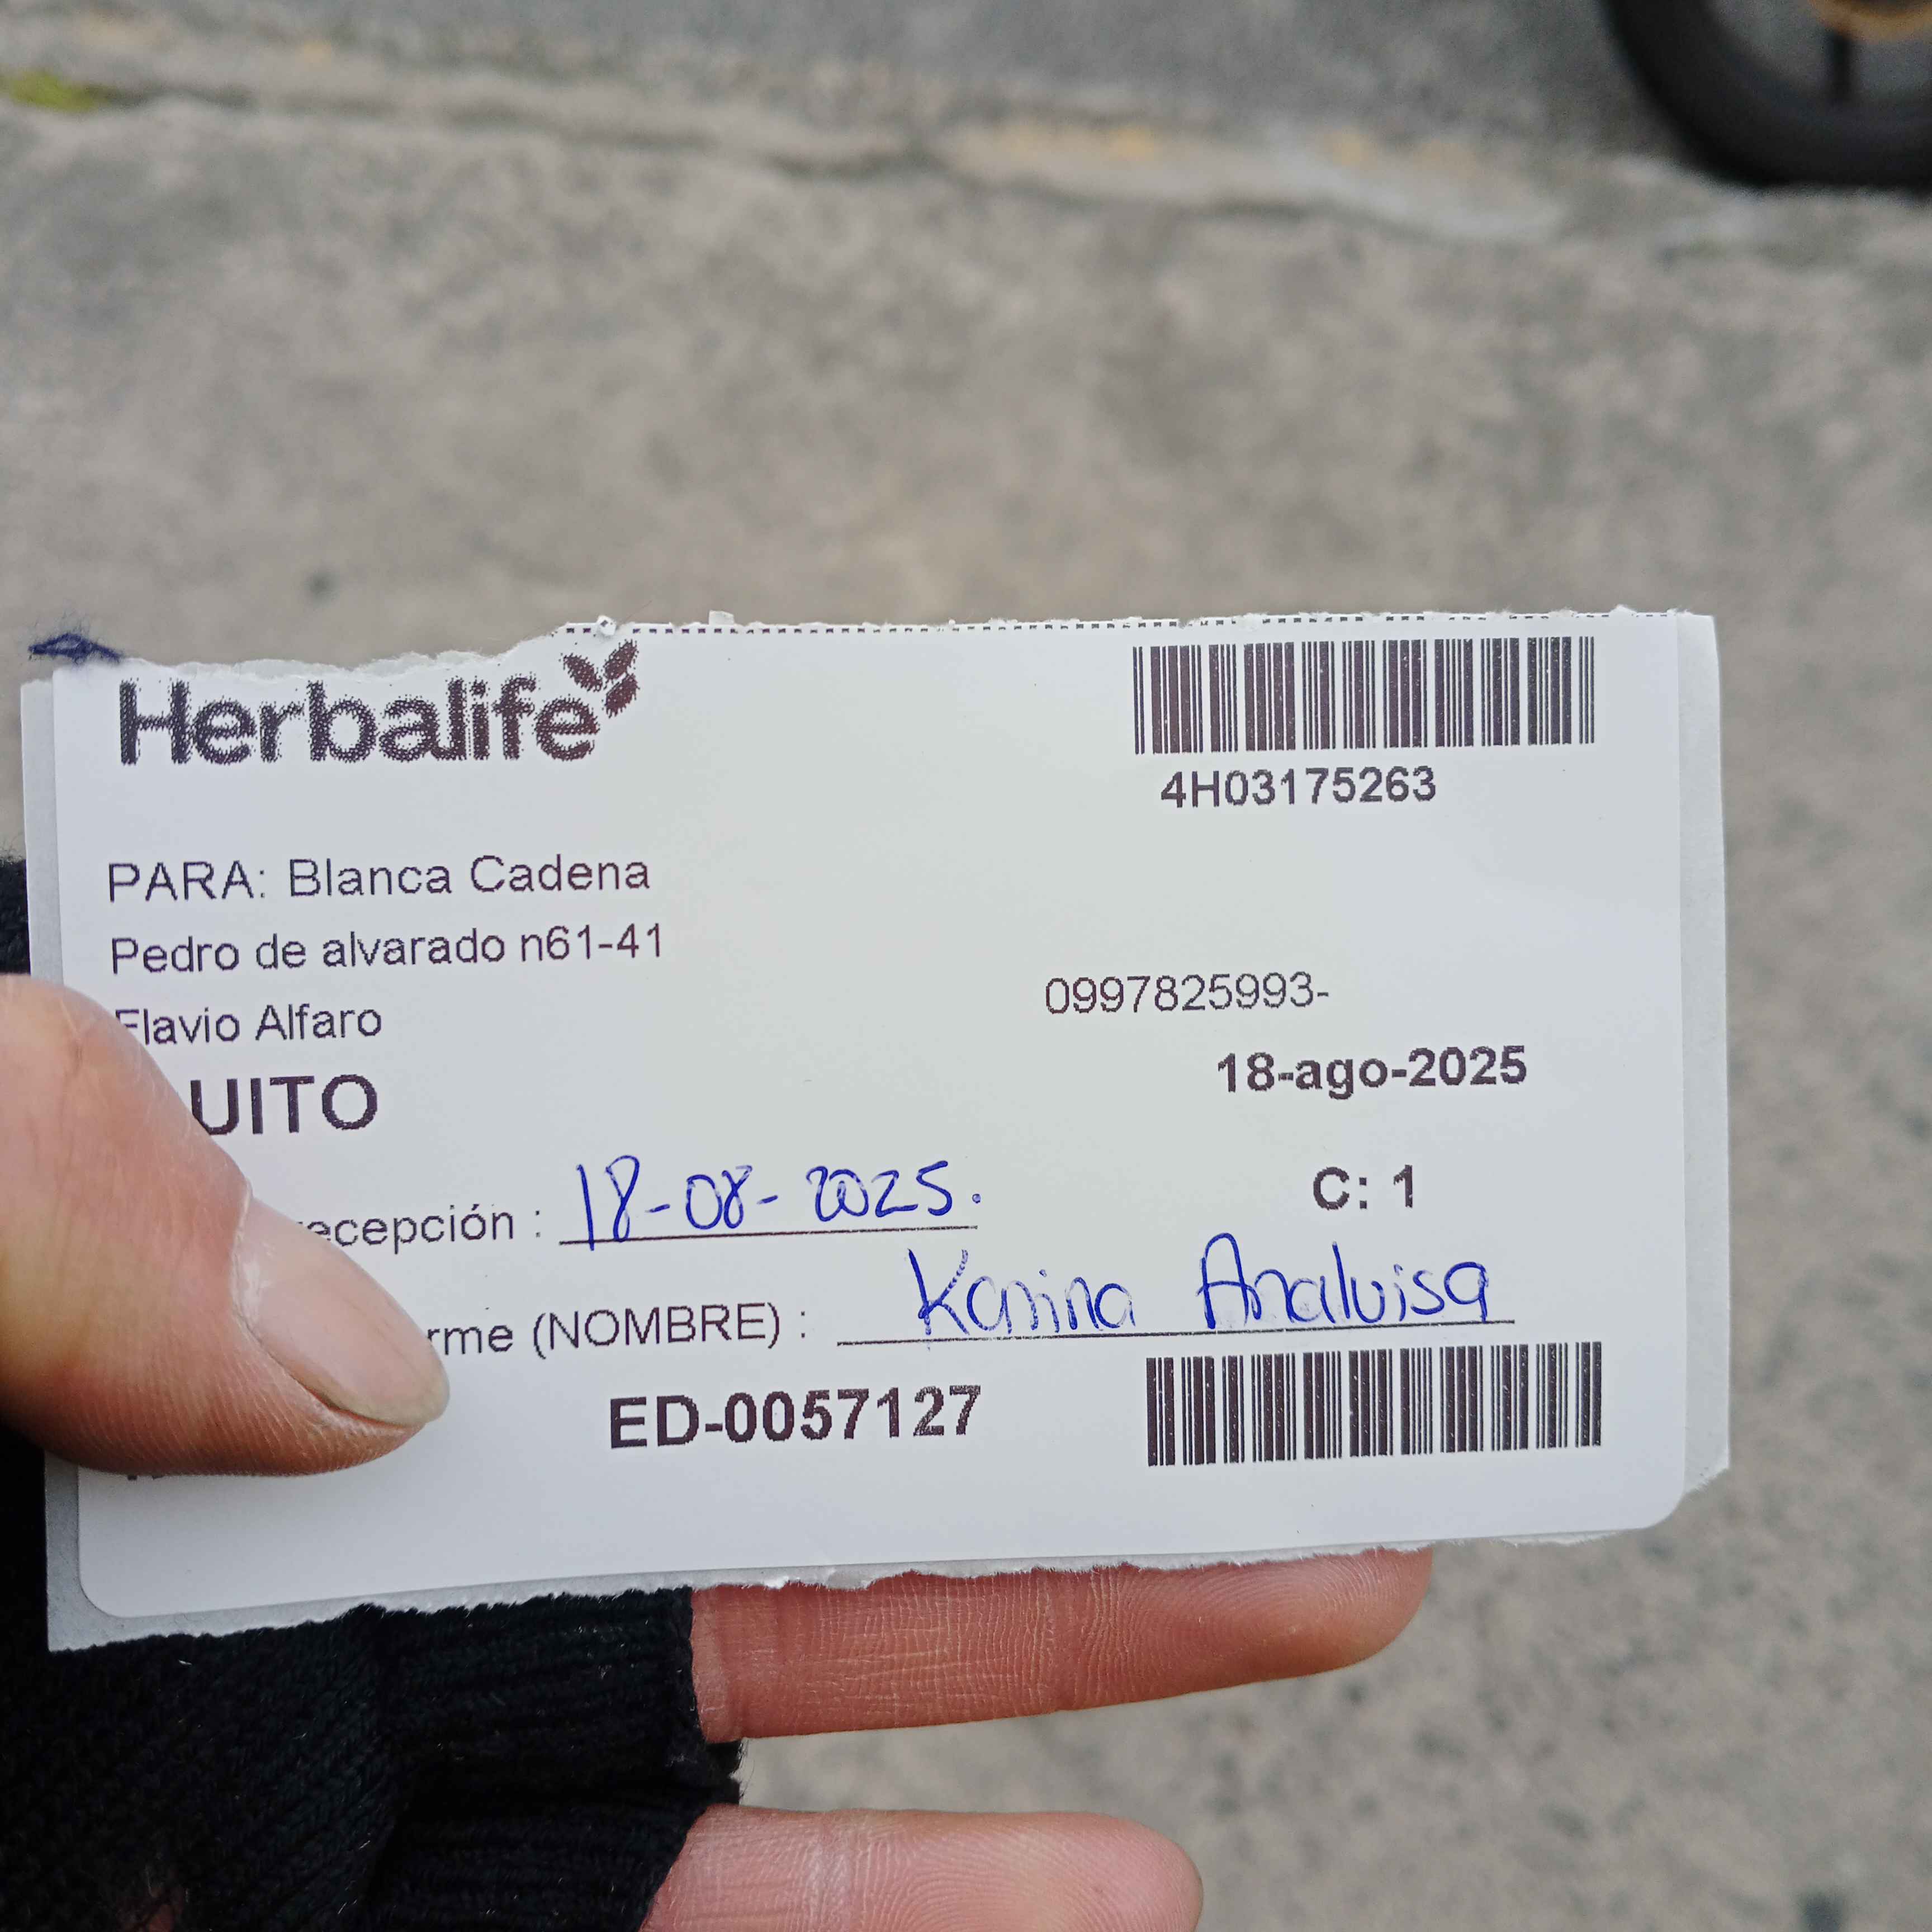 Herbalife
4H03175263
PARA: Blanca Cadena
Pedro de alvarado n61-41
0997825993-
Flavio Alfaro
18-ago-2025
UITO
C: 1
ecepción : 18-08-2025.
rme (NOMBRE) : Karina Analuisa
ED-0057127